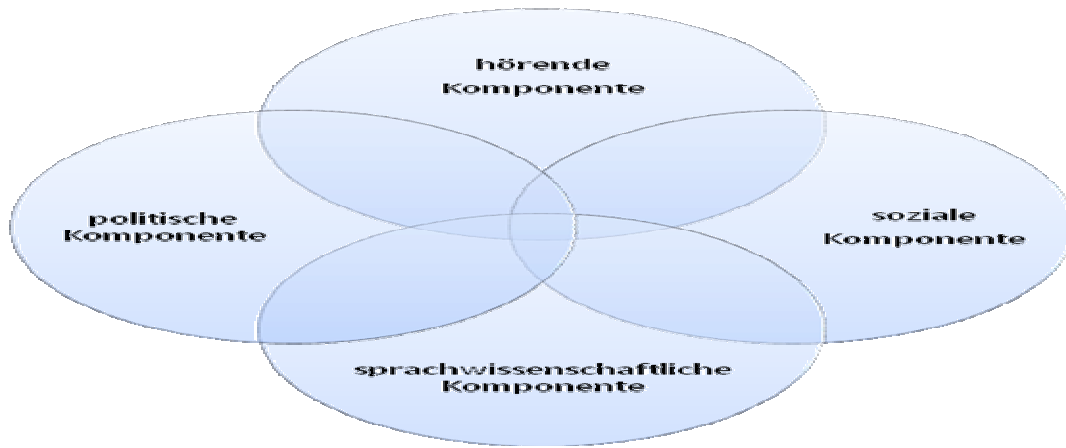 hörende
Komponente
politische
Komponente
soziale
Komponente
sprachwissenschaftliche
Komponente